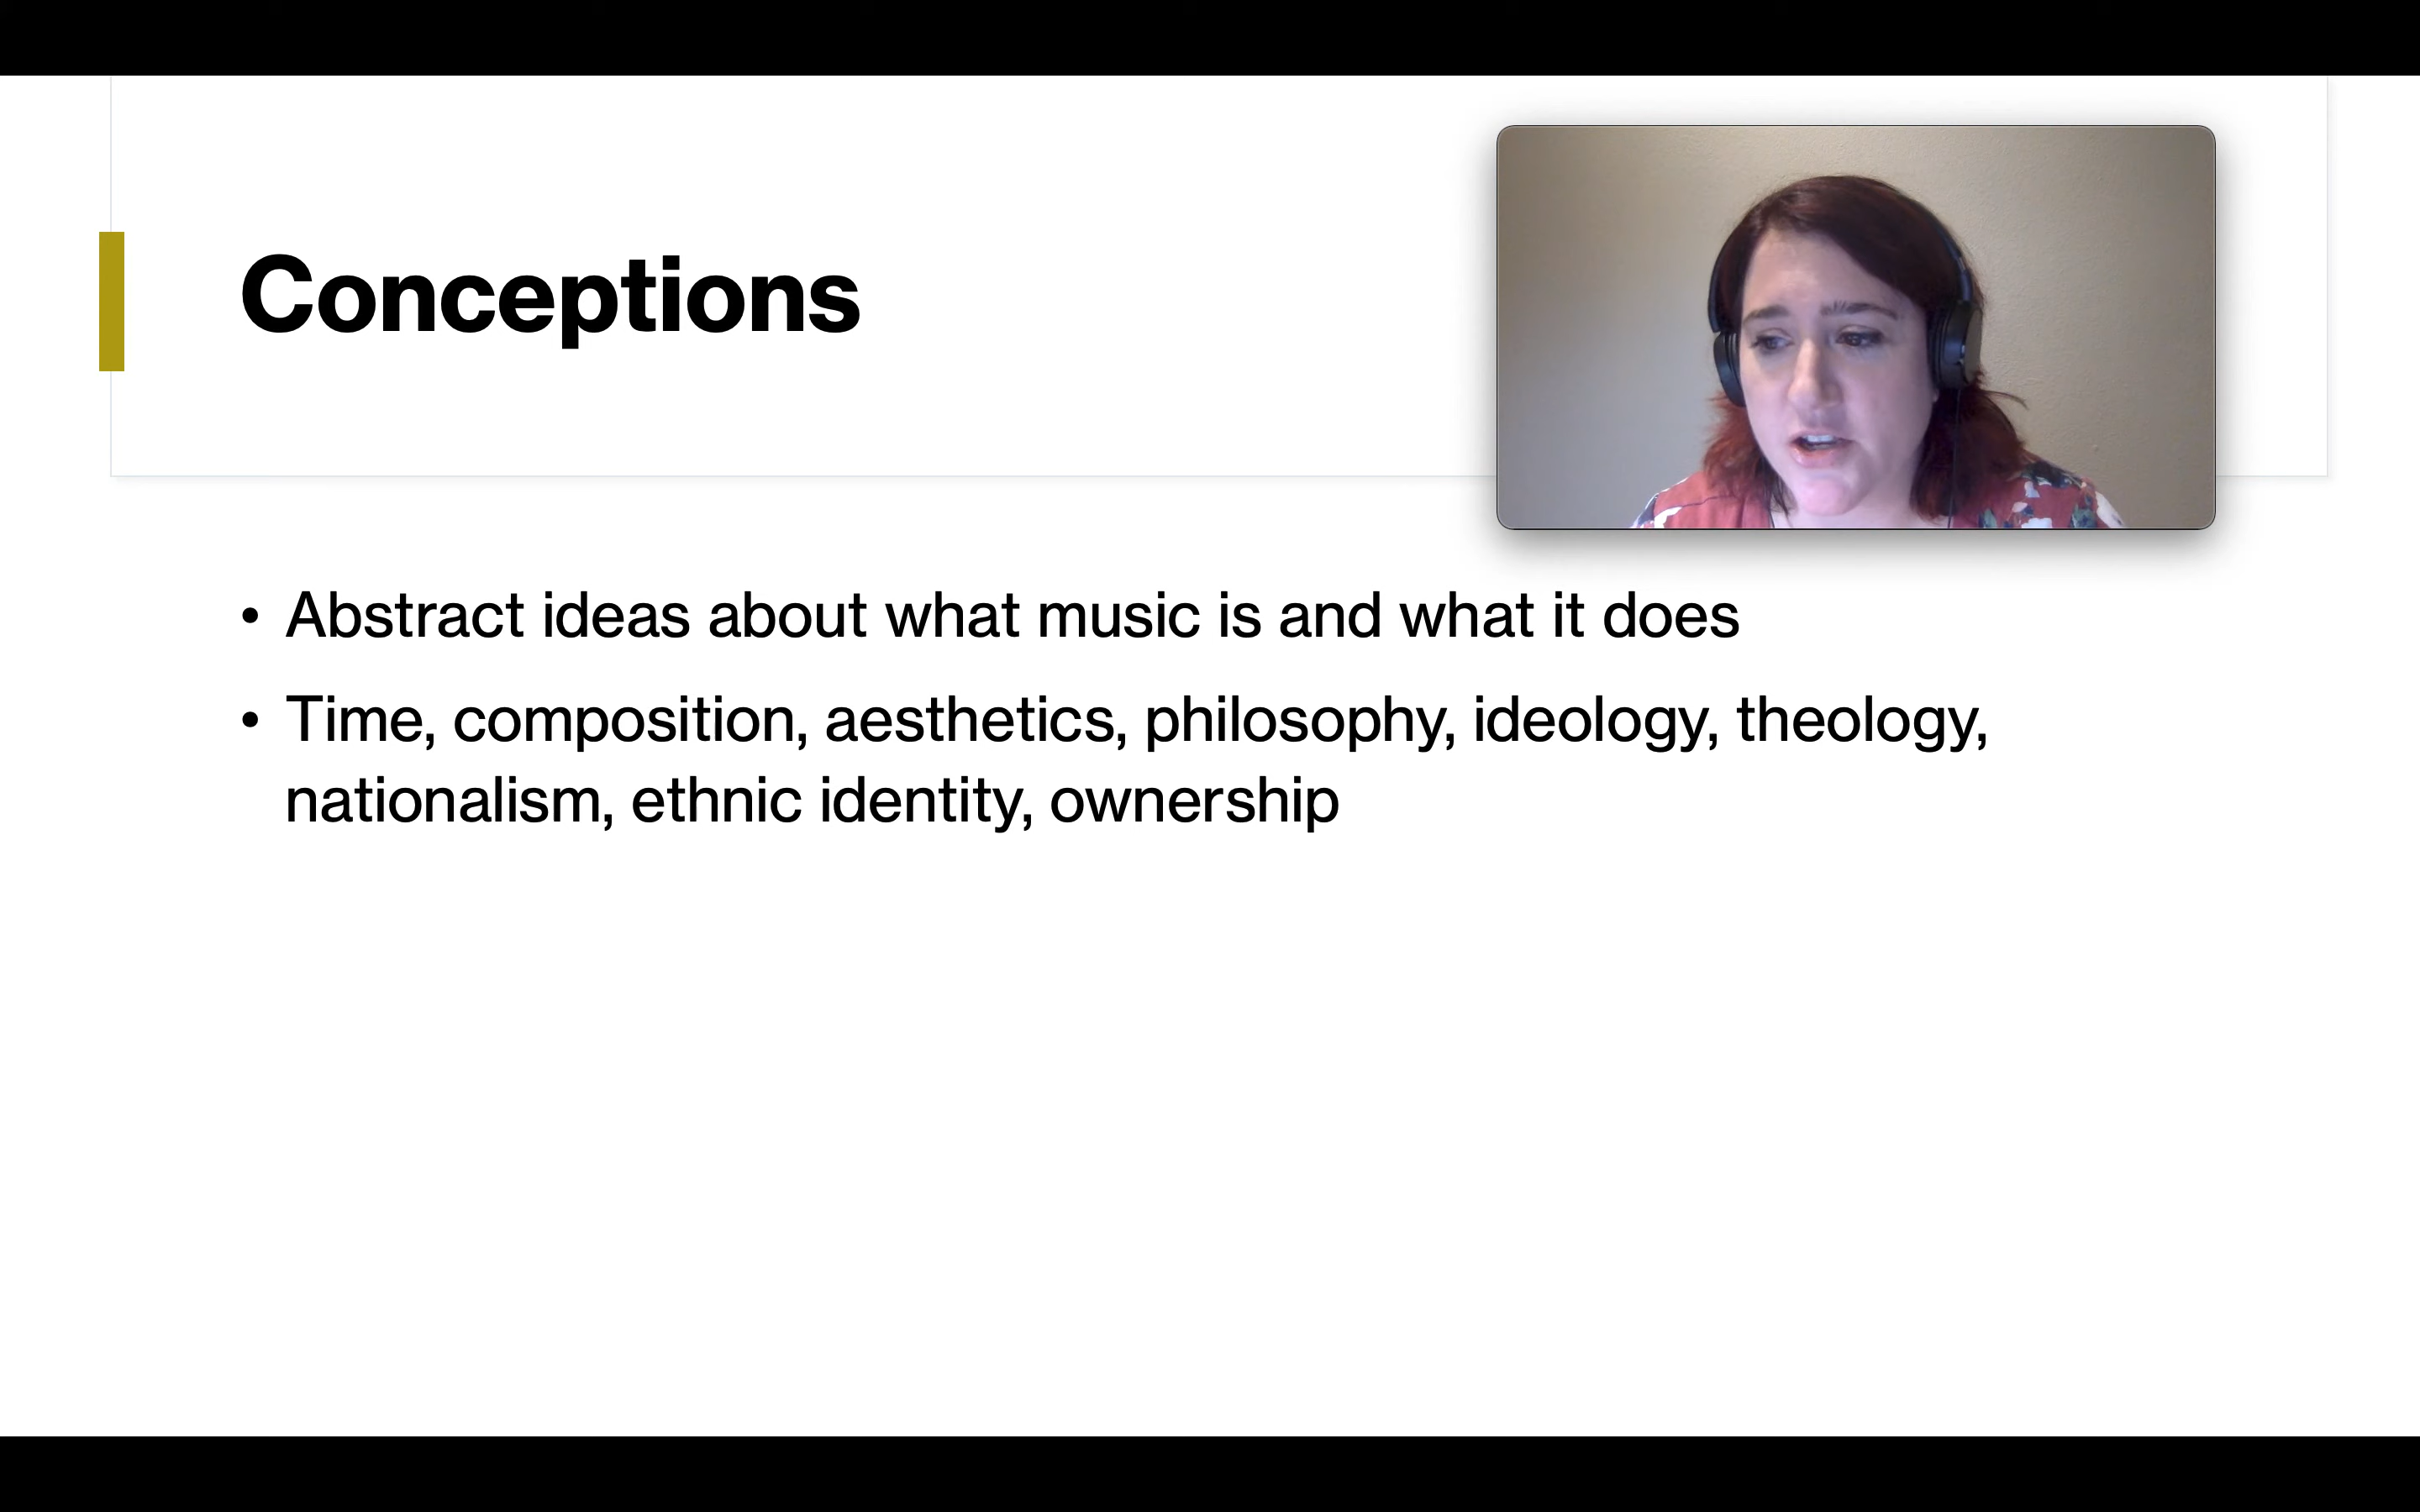 Conceptions
• Abstract ideas about what music is and what it does
• Time, composition, aesthetics, philosophy, ideology, theology,
nationalism, ethnic identity, ownership